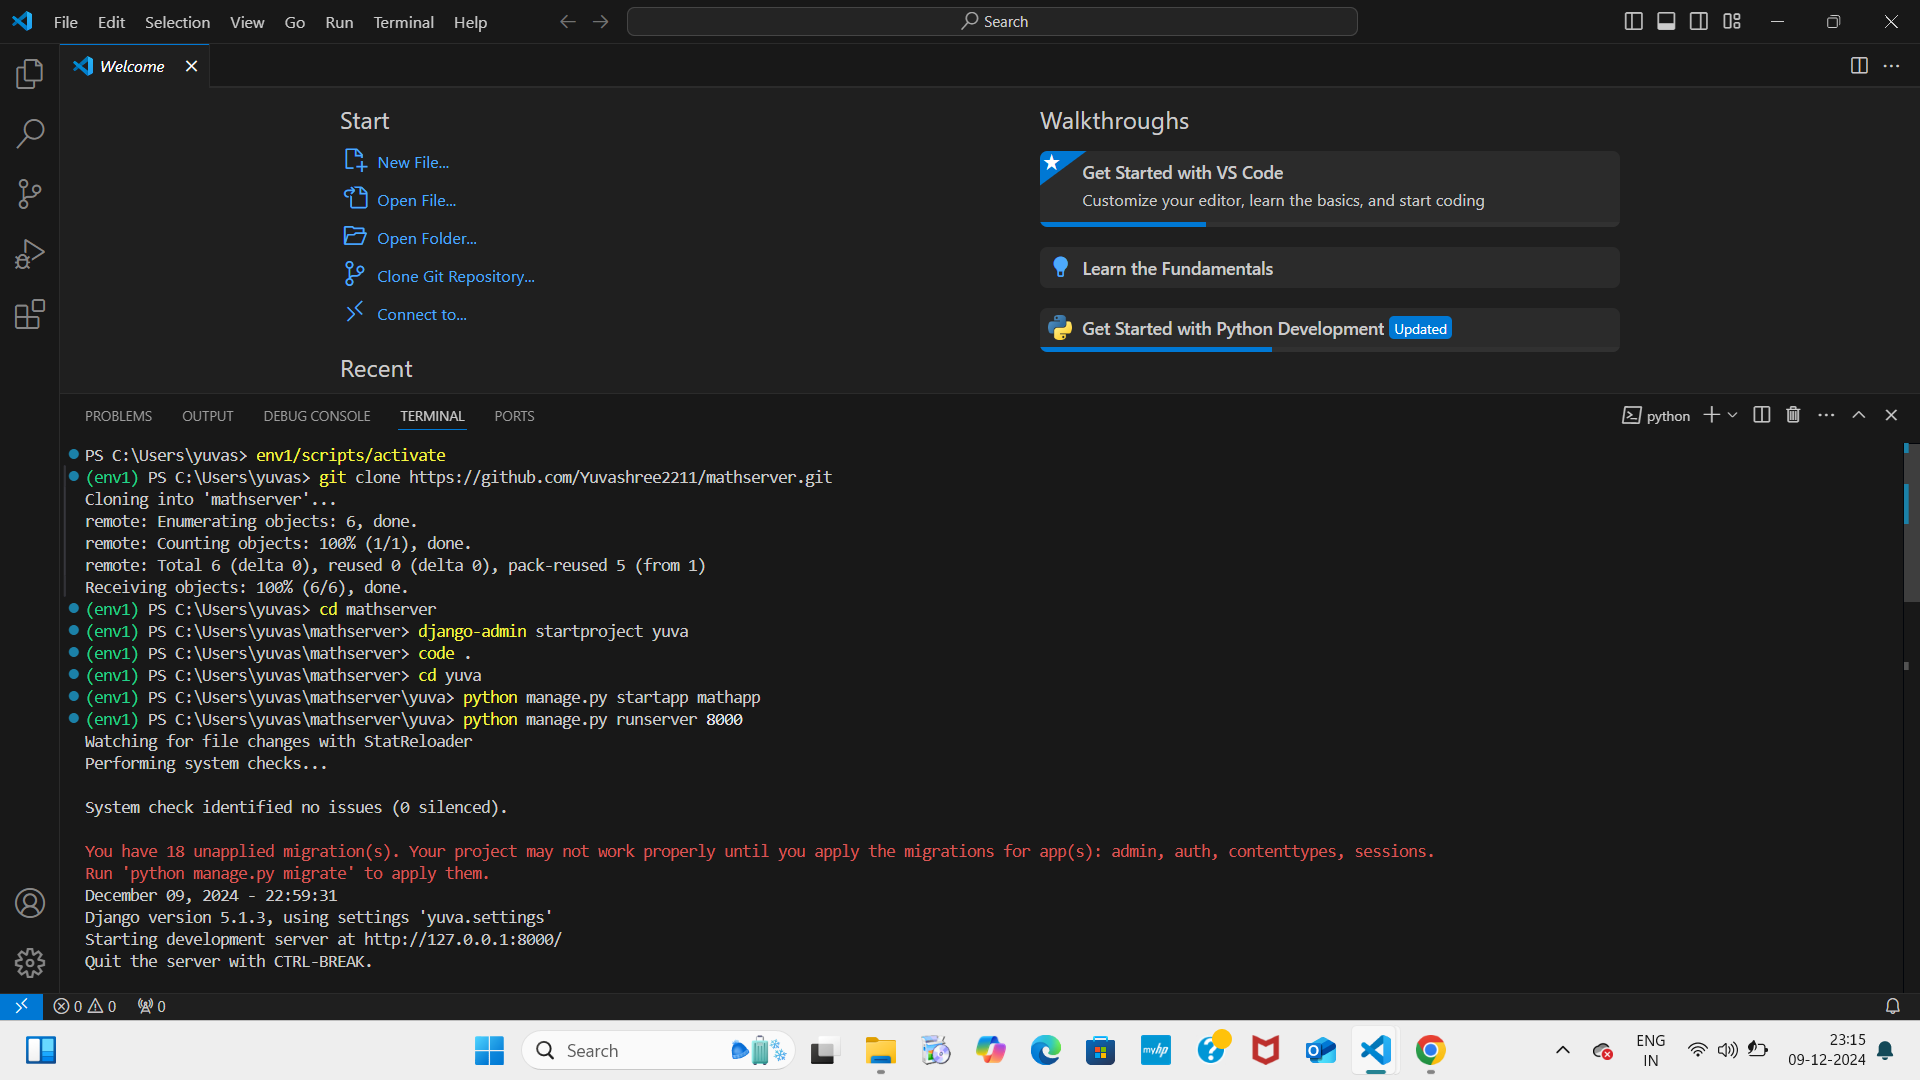 File Edit Selection View Go Run Terminal Help
Search
Welcome
Start
New File...
Open File...
Open Folder...
Clone Git Repository...
Connect to...
Recent
Walkthroughs
Get Started with VS Code
Customize your editor, learn the basics, and start coding
Learn the Fundamentals
Get Started with Python Development Updated
PROBLEMS OUTPUT DEBUG CONSOLE TERMINAL PORTS
python
PS C:\Users\yuvas> env1/scripts/activate
(env1) PS C:\Users\yuvas> git clone https://github.com/Yuvashree2211/mathserver.git
Cloning into 'mathserver'...
remote: Enumerating objects: 6, done.
remote: Counting objects: 100% (1/1), done.
remote: Total 6 (delta 0), reused 0 (delta 0), pack-reused 5 (from 1)
Receiving objects: 100% (6/6), done.
(env1) PS C:\Users\yuvas> cd mathserver
(env1) PS C:\Users\yuvas\mathserver> django-admin startproject yuva
(env1) PS C:\Users\yuvas\mathserver> code .
(env1) PS C:\Users\yuvas\mathserver> cd yuva
(env1) PS C:\Users\yuvas\mathserver\yuva> python manage.py startapp mathapp
(env1) PS C:\Users\yuvas\mathserver\yuva> python manage.py runserver 8000
Watching for file changes with StatReloader
Performing system checks...
System check identified no issues (0 silenced).
You have 18 unapplied migration(s). Your project may not work properly until you apply the migrations for app(s): admin, auth, contenttypes, sessions.
Run 'python manage.py migrate' to apply them.
December 09, 2024 - 22:59:31
Django version 5.1.3, using settings 'yuva.settings'
Starting development server at http://127.0.0.1:8000/
Quit the server with CTRL-BREAK.
0 0 0
Search
myhp
ENG
IN
23:15
09-12-2024